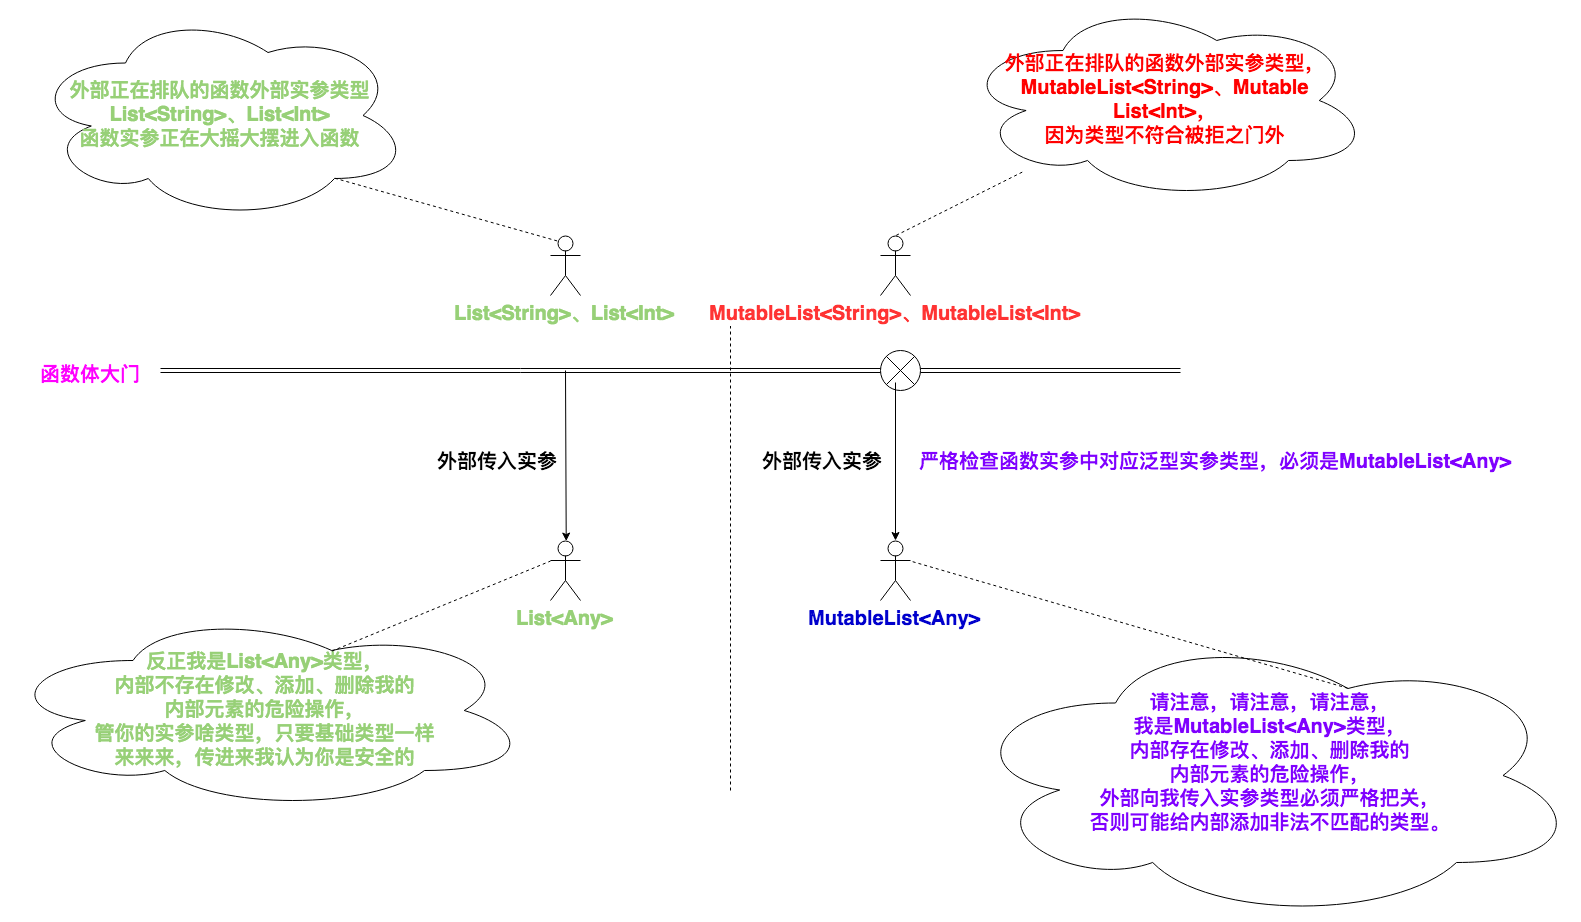 外部正在排队的函数外部实参类型
List<String>、List<Int>
函数实参正在大摇大摆进入函数
外部正在排队的函数外部实参类型，
MutableList<String>、Mutable
List<Int>，
因为类型不符合被拒之门外
List<String>、List<Int>
MutableList<String>、MutableList<Int>
函数体大门
外部传入实参
外部传入实参
严格检查函数实参中对应泛型实参类型，必须是MutableList<Any>
List<Any>
MutableList<Any>
反正我是List<Any>类型，
内部不存在修改、添加、删除我的
内部元素的危险操作，
管你的实参啥类型，只要基础类型一样
来来来，传进来我认为你是安全的
请注意，请注意，请注意，
我是MutableList<Any>类型，
内部存在修改、添加、删除我的
内部元素的危险操作，
外部向我传入实参类型必须严格把关，
否则可能给内部添加非法不匹配的类型。